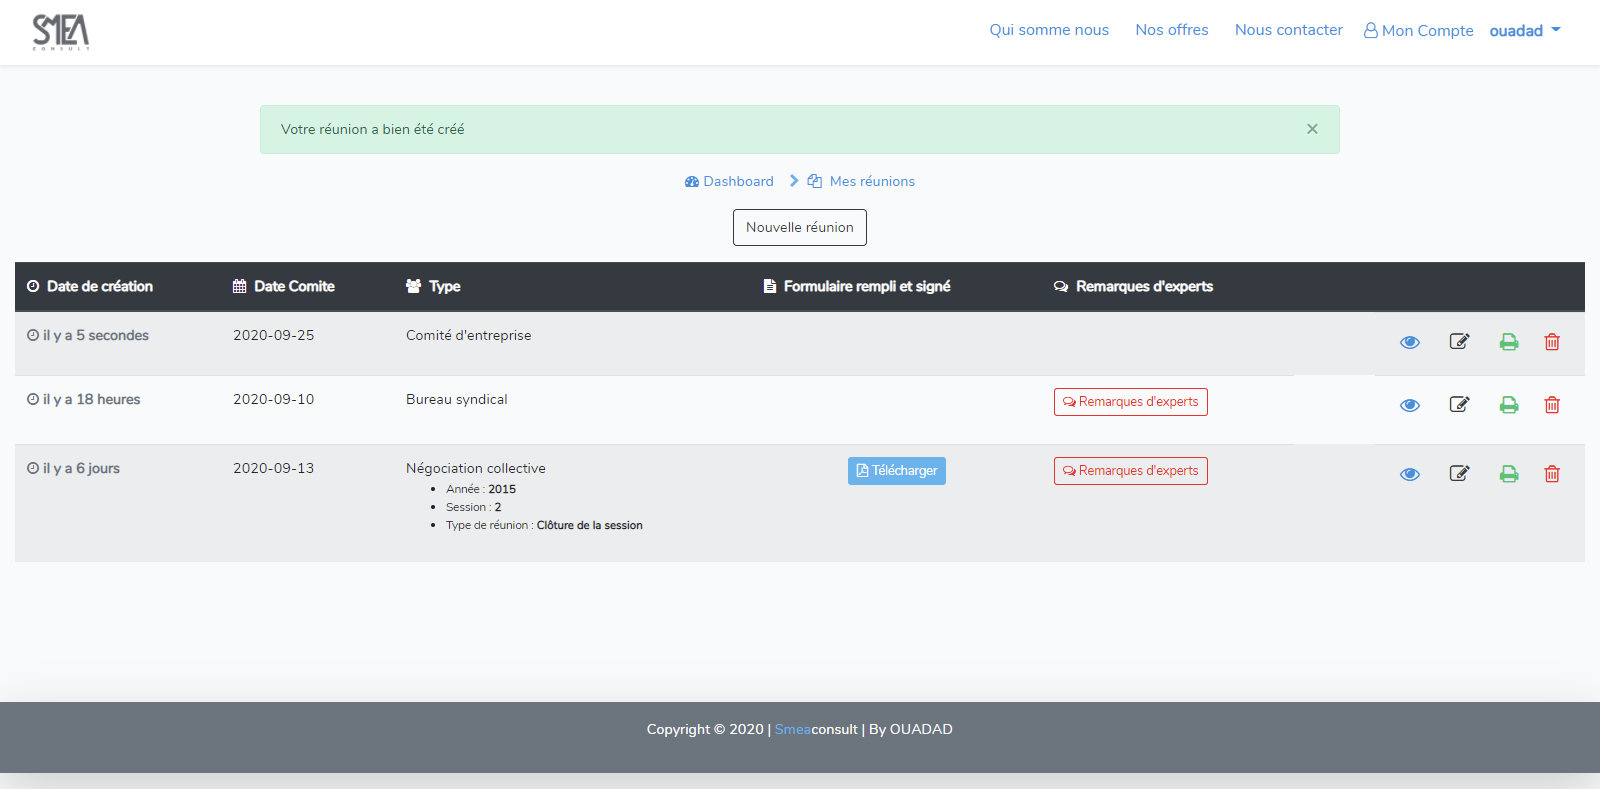 SMEA
CONSULT
Qui somme nous Nos offres Nous contacter Mon Compte ouadad
Votre réunion a bien été créé ×
Dashboard Mes réunions
Nouvelle réunion
Date de création Date Comite Type Formulaire rempli et signé Remarques d'experts
il y a 5 secondes 2020-09-25 Comité d'entreprise
il y a 18 heures 2020-09-10 Bureau syndical Remarques d'experts
il y a 6 jours 2020-09-13 Négociation collective Télécharger Remarques d'experts
Année : 2015
Session : 2
Type de réunion : Clôture de la session
Copyright © 2020 | Smeaconsult | By OUADAD